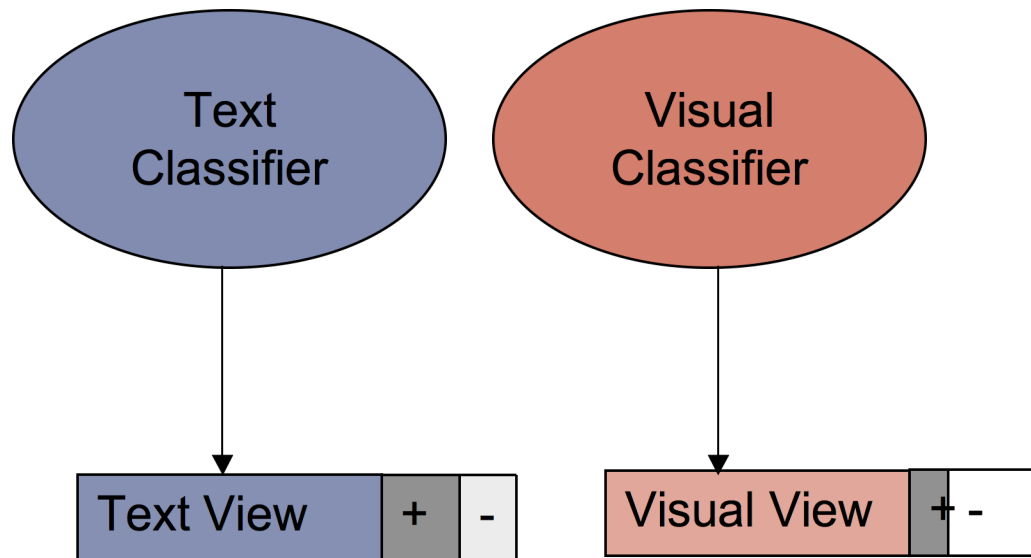 Text
Classifier
Visual
Classifier
Text View + -
Visual View + -